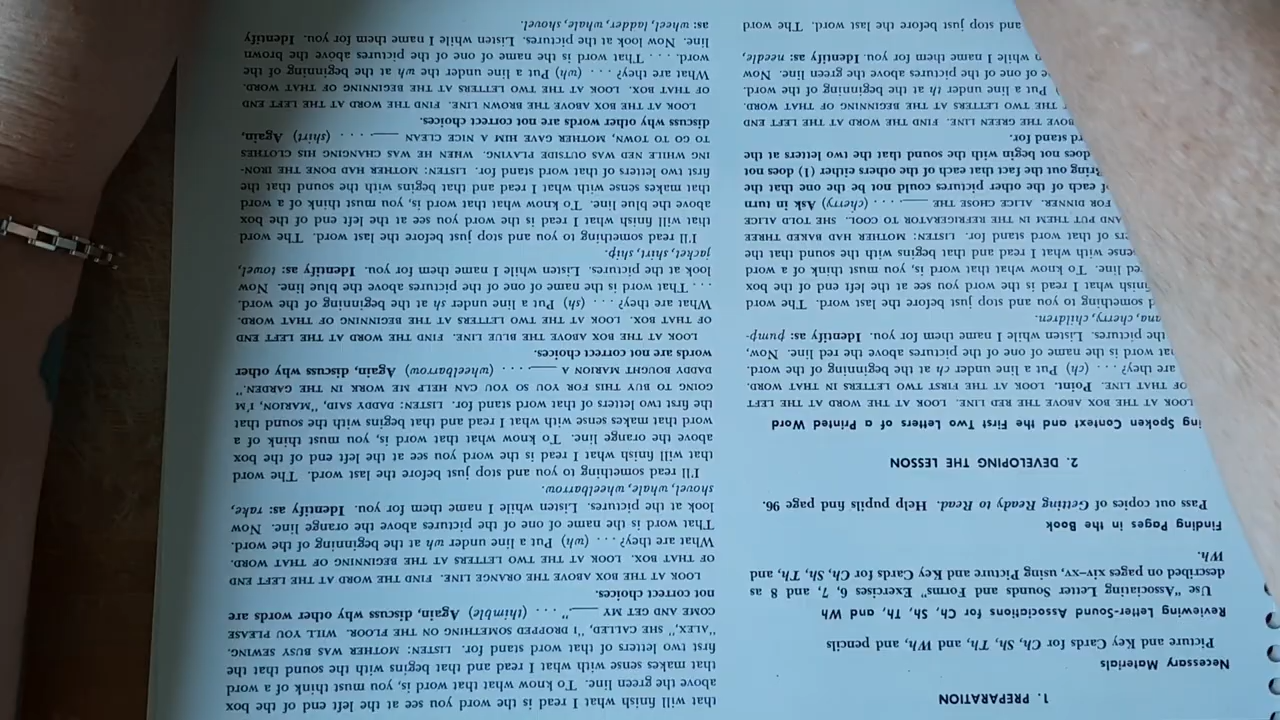 1. PREPARATION
Necessary Materials
Picture and Key Cards for Ch, Sh, Th, and Wh, and pencils
Reviewing Letter-Sound Associations for Ch, Sh, Th, and Wh
Use "Associating Letter Sounds and Forms" Exercises 6, 7, and 8 as
described on pages xiv–xv, using Picture and Key Cards for Ch, Sh, Th, and
Wh.
Finding Pages in the Book
Pass out copies of Getting Ready to Read. Help pupils find page 96.
2. DEVELOPING THE LESSON
Spoken Context and the First Two Letters of a Printed Word
LOOK AT THE BOX ABOVE THE RED LINE. LOOK AT THE WORD AT THE LEFT
OF THAT LINE. Point. LOOK AT THE FIRST TWO LETTERS IN THAT WORD.
are they? . . . (ch) Put a line under ch at the beginning of the word.
that word is the name of one of the pictures above the red line. Now,
the pictures. Listen while I name them for you. Identify as: pump-
cherry, children.
something to you and stop just before the last word. The word
finish what I read is the word you see at the left end of the box
line. To know what that word is, you must think of a word
sense with what I read and that begins with the sound that the
of that word stand for. LISTEN: MOTHER HAD BAKED THREE
AND PUT THEM IN THE REFRIGERATOR TO COOL. SHE TOLD ALICE
FOR DINNER. ALICE CHOSE THE ——. . . . (cherry) Ask in turn
of each of the other pictures could not be the one that the
Bring out the fact that each of the others either (1) does not
does not begin with the sound that the two letters at the
stand for.
ABOVE THE GREEN LINE. FIND THE WORD AT THE LEFT END
THE TWO LETTERS AT THE BEGINNING OF THAT WORD.
Put a line under th at the beginning of the word.
of one of the pictures above the green line. Now
while I name them for you. Identify as: needle,
and stop just before the last word. The word
that will finish what I read is the word you see at the left end of the box
above the green line. To know what that word is, you must think of a word
that makes sense with what I read and that begins with the sound that the
first two letters of that word stand for. LISTEN: MOTHER WAS BUSY SEWING.
"ALEX," SHE CALLED, "I DROPPED SOMETHING ON THE FLOOR. WILL YOU PLEASE
COME AND GET MY ——." . . . (thimble) Again, discuss why other words are
not correct choices.
LOOK AT THE BOX ABOVE THE ORANGE LINE. FIND THE WORD AT THE LEFT END
OF THAT BOX. LOOK AT THE TWO LETTERS AT THE BEGINNING OF THAT WORD.
What are they? . . . (wh) Put a line under wh at the beginning of the word.
That word is the name of one of the pictures above the orange line. Now
look at the pictures. Listen while I name them for you. Identify as: rake,
shovel, whale, wheelbarrow.
I'll read something to you and stop just before the last word. The word
that will finish what I read is the word you see at the left end of the box
above the orange line. To know what that word is, you must think of a
word that makes sense with what I read and that begins with the sound that
the first two letters of that word stand for. LISTEN: DADDY SAID, "MARION, I'M
GOING TO BUY THIS FOR YOU SO YOU CAN HELP ME WORK IN THE GARDEN."
DADDY BOUGHT MARION A ——. . . . (wheelbarrow) Again, discuss why other
words are not correct choices.
LOOK AT THE BOX ABOVE THE BLUE LINE. FIND THE WORD AT THE LEFT END
OF THAT BOX. LOOK AT THE TWO LETTERS AT THE BEGINNING OF THAT WORD.
What are they? . . . (sh) Put a line under sh at the beginning of the word.
. . . That word is the name of one of the pictures above the blue line. Now
look at the pictures. Listen while I name them for you. Identify as: towel,
jacket, shirt, ship.
I'll read something to you and stop just before the last word. The word
that will finish what I read is the word you see at the left end of the box
above the blue line. To know what that word is, you must think of a word
that makes sense with what I read and that begins with the sound that the
first two letters of that word stand for. LISTEN: MOTHER HAD DONE THE IRON-
ING WHILE NED WAS OUTSIDE PLAYING. WHEN HE WAS CHANGING HIS CLOTHES
TO GO TO TOWN, MOTHER GAVE HIM A NICE CLEAN ——. . . . (shirt) Again,
discuss why other words are not correct choices.
LOOK AT THE BOX ABOVE THE BROWN LINE. FIND THE WORD AT THE LEFT END
OF THAT BOX. LOOK AT THE TWO LETTERS AT THE BEGINNING OF THAT WORD.
What are they? . . . (wh) Put a line under the wh at the beginning of the
word. . . . That word is the name of one of the pictures above the brown
line. Now look at the pictures. Listen while I name them for you. Identify
as: wheel, ladder, whale, shovel.